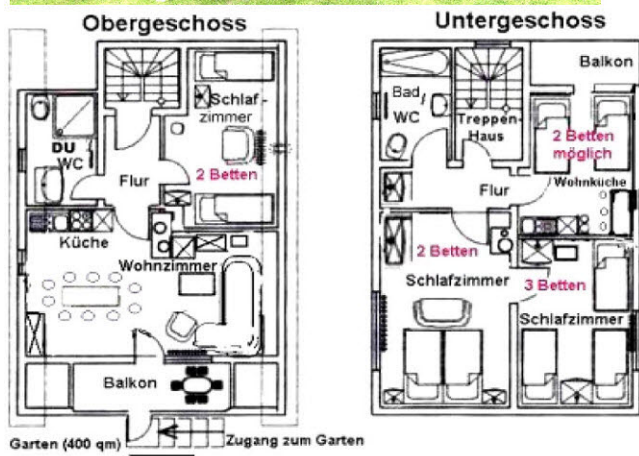 Obergeschoss
Schlaf-
zimmer
DU
WC
2 Betten
Flur
Küche
Wohnzimmer
Balkon
Garten (400 qm)
Zugang zum Garten
Untergeschoss
Balkon
Bad/
WC
Treppen-
Haus
2 Betten
möglich
Flur
Wohnküche
2 Betten
Schlafzimmer
3 Betten
Schlafzimmer